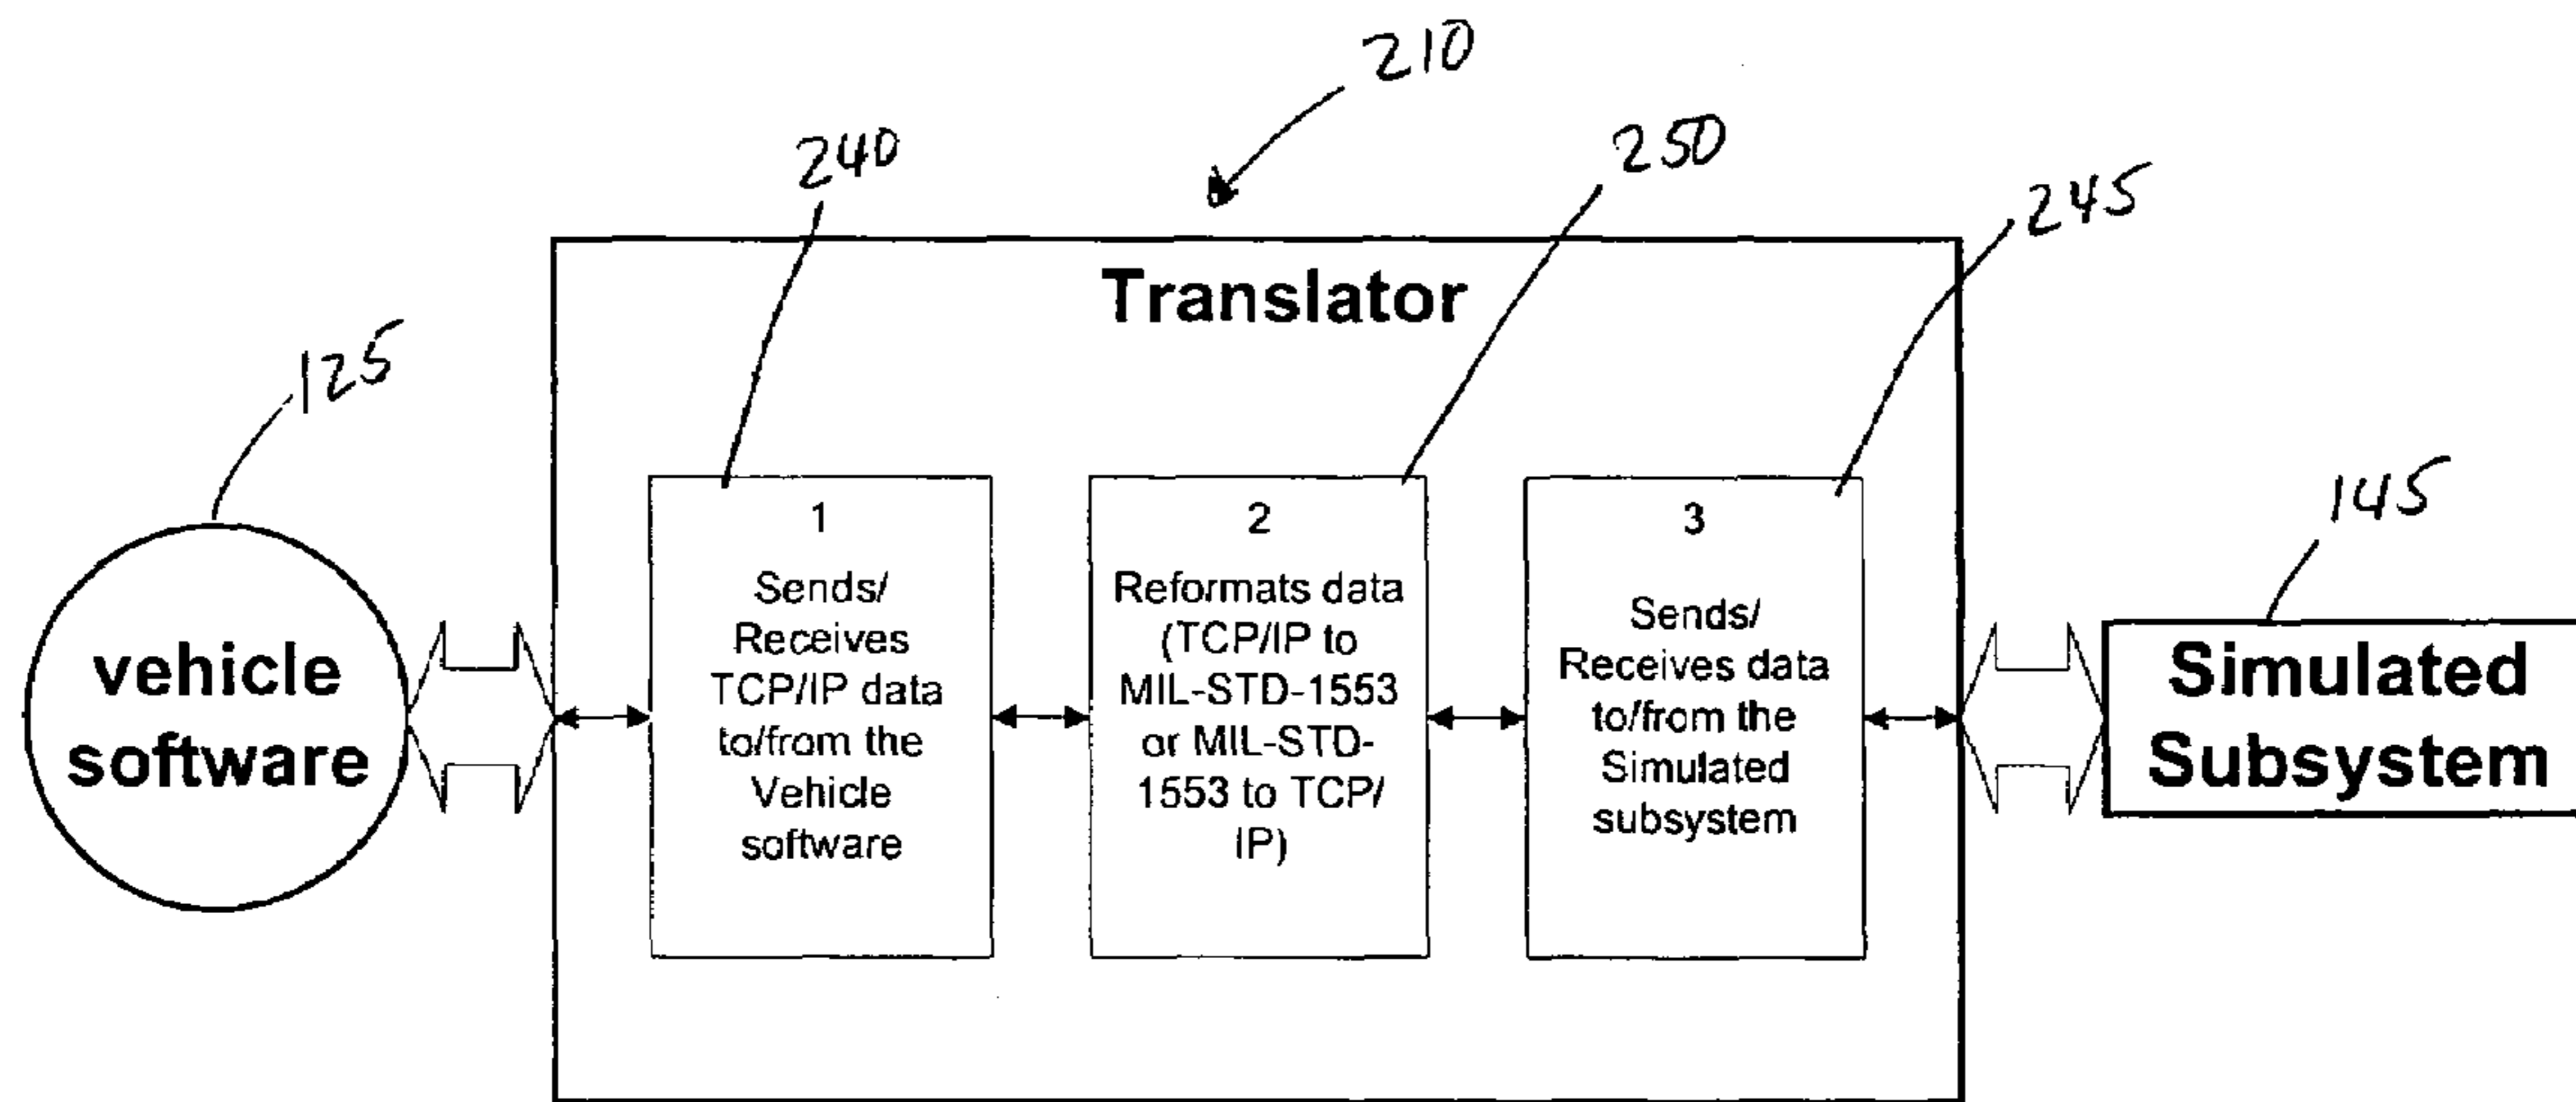 210
240
250
245
Translator
125
145
1
Sends/
Receives
TCP/IP data
to/from the
Vehicle
software
2
Reformats data
(TCP/IP to
MIL-STD-1553
or MIL-STD-
1553 to TCP/
IP)
3
Sends/
Receives data
to/from the
Simulated
subsystem
vehicle
software
Simulated
Subsystem